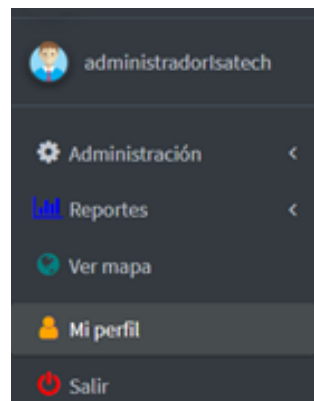 administradorIsatech
Administración
Reportes
Ver mapa
Mi perfil
Salir